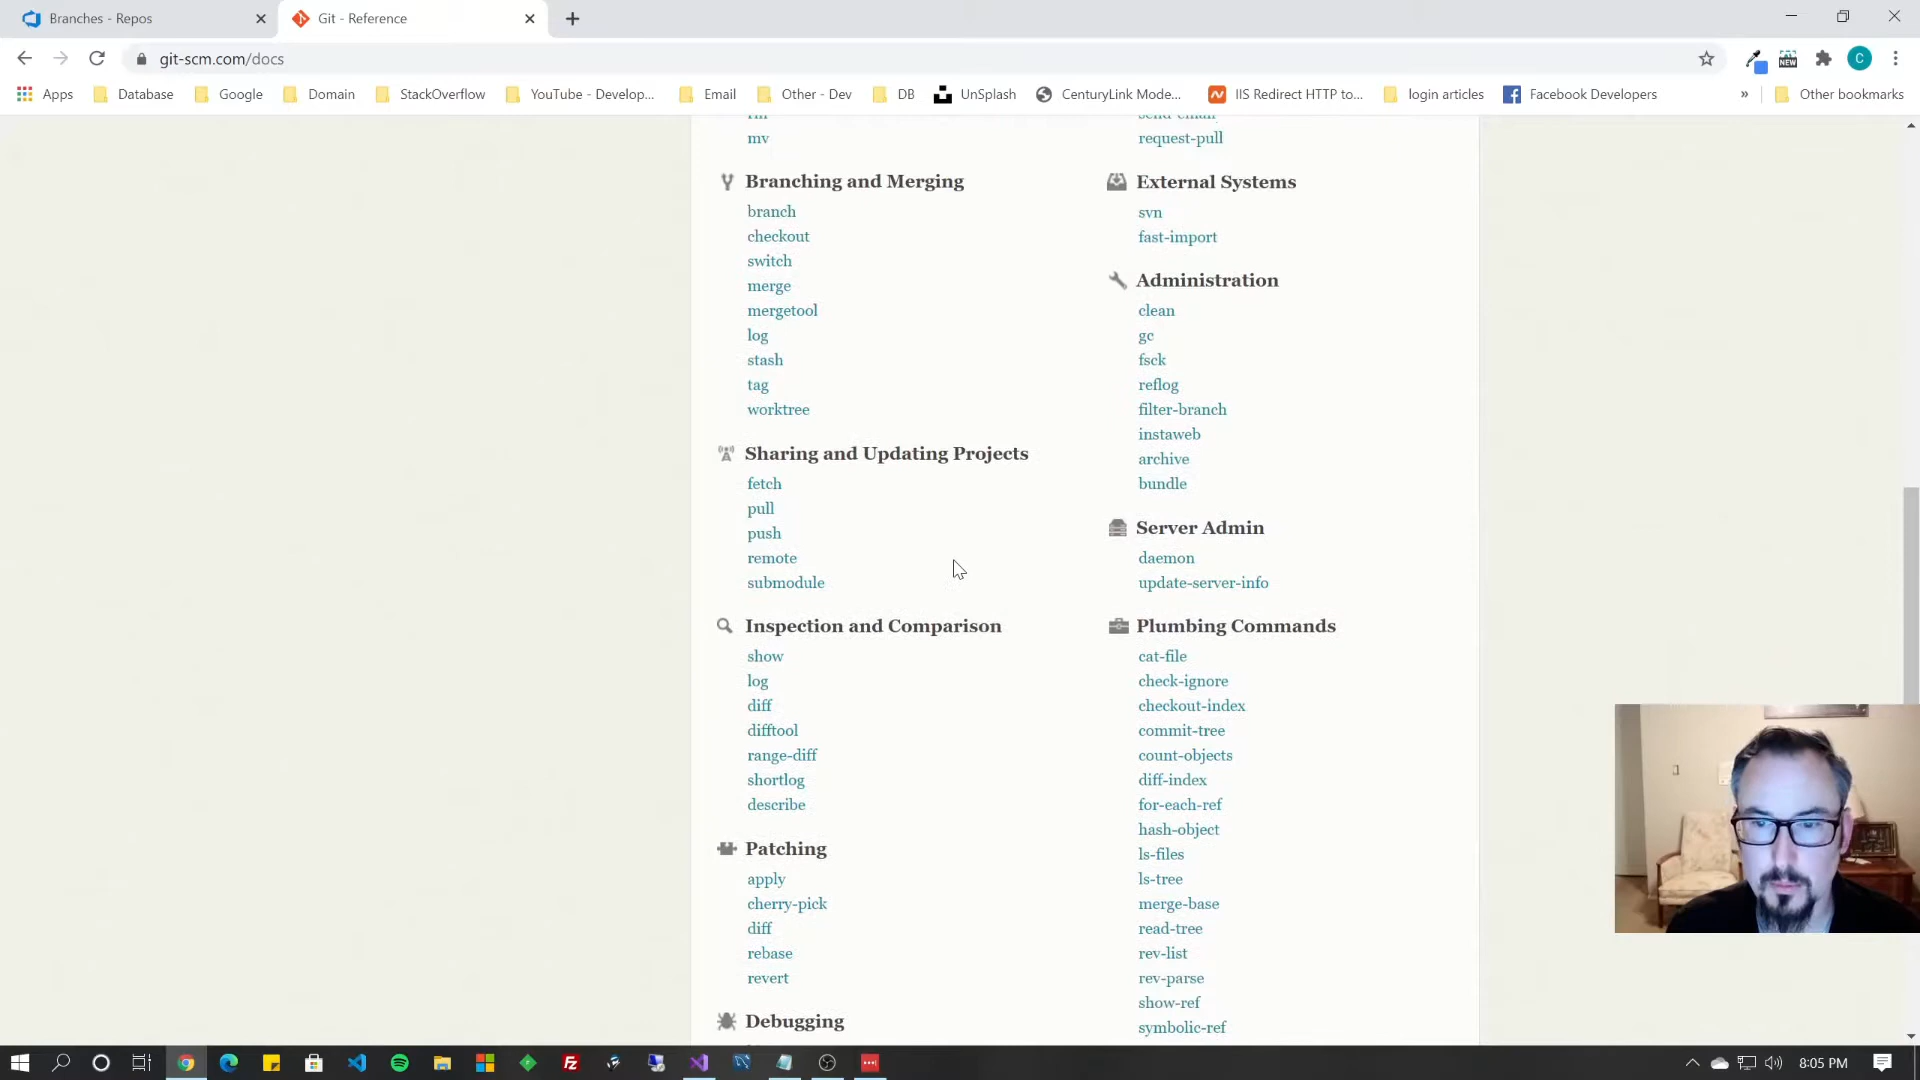 Branches - Repos
Git - Reference
git-scm.com/docs
NEW
C
Apps
Database
Google
Domain
StackOverflow
YouTube - Develop...
Email
Other - Dev
DB
UnSplash
CenturyLink Mode...
IIS Redirect HTTP to...
login articles
Facebook Developers
»
Other bookmarks
rm
mv
Branching and Merging
branch
checkout
switch
merge
mergetool
log
stash
tag
worktree
Sharing and Updating Projects
fetch
pull
push
remote
submodule
Inspection and Comparison
show
log
diff
difftool
range-diff
shortlog
describe
Patching
apply
cherry-pick
diff
rebase
revert
Debugging
send-email
request-pull
External Systems
svn
fast-import
Administration
clean
gc
fsck
reflog
filter-branch
instaweb
archive
bundle
Server Admin
daemon
update-server-info
Plumbing Commands
cat-file
check-ignore
checkout-index
commit-tree
count-objects
diff-index
for-each-ref
hash-object
ls-files
ls-tree
merge-base
read-tree
rev-list
rev-parse
show-ref
symbolic-ref
8:05 PM